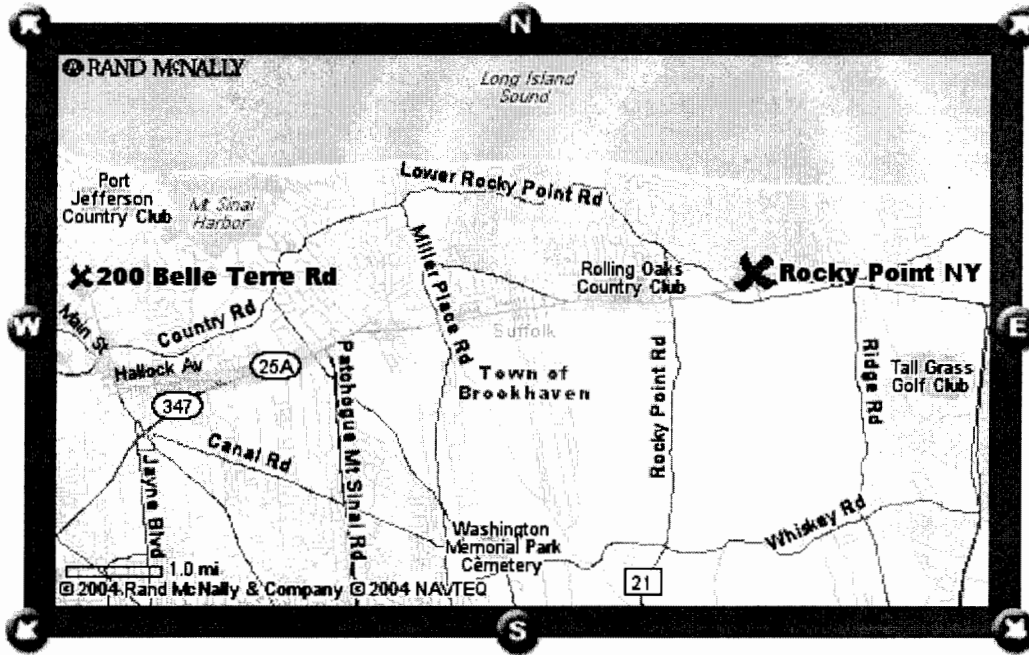 N
RAND McNALLY
Long Island
Sound
Lower Rocky Point Rd
Port
Jefferson
Country Club
Mt Sinai
Harbor
Miller Place Rd
200 Belle Terre Rd
Rolling Oaks
Country Club
Rocky Point NY
W
Main St
Country Rd
Suffolk
E
Hallock Av
25A
Patchogue Mt Sinai Rd
Town of
Brookhaven
Rocky Point Rd
Ridge Rd
Tall Grass
Golf Club
347
Canal Rd
Jayne Blvd
Washington
Memorial Park
Cemetery
Whiskey Rd
1.0 mi
21
© 2004 Rand McNally & Company © 2004 NAVTEQ
S